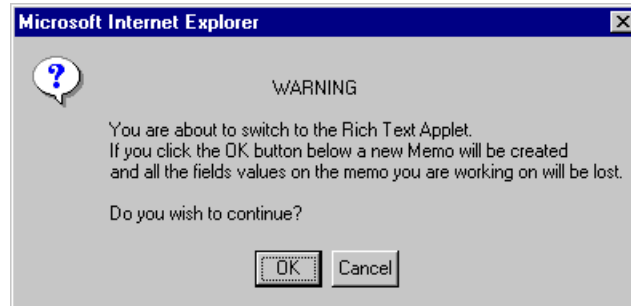 Microsoft Internet Explorer
WARNING
You are about to switch to the Rich Text Applet.
If you click the OK button below a new Memo will be created
and all the fields values on the memo you are working on will be lost.
Do you wish to continue?
OK Cancel